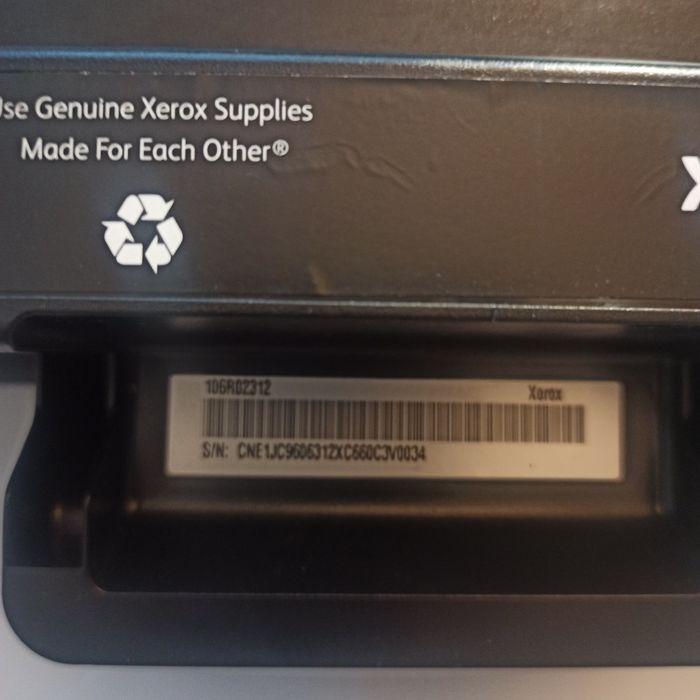 Use Genuine Xerox Supplies
Made For Each Other®
X
106R02312
Xerox
S/N: CNE1JC9606312XC660C3V0034